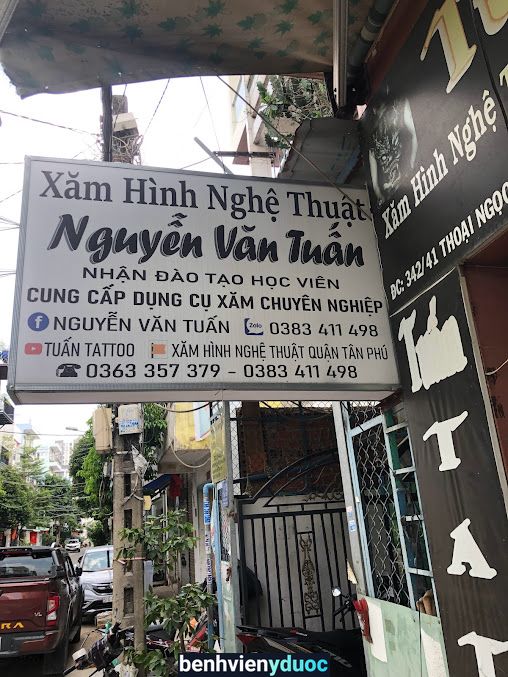 Xăm Hình Nghệ Thuật
Nguyễn Văn Tuấn
NHẬN ĐÀO TẠO HỌC VIÊN
CUNG CẤP DỤNG CỤ XĂM CHUYÊN NGHIỆP
NGUYỄN VĂN TUẤN Zalo 0383 411 498
TUẤN TATTOO XĂM HÌNH NGHỆ THUẬT QUẬN TÂN PHÚ
0363 357 379 - 0383 411 498
Xăm Hình Nghệ T
ĐC: 342/41 THOẠI NGỌC
T
A
T
VL
benhvienyduoc